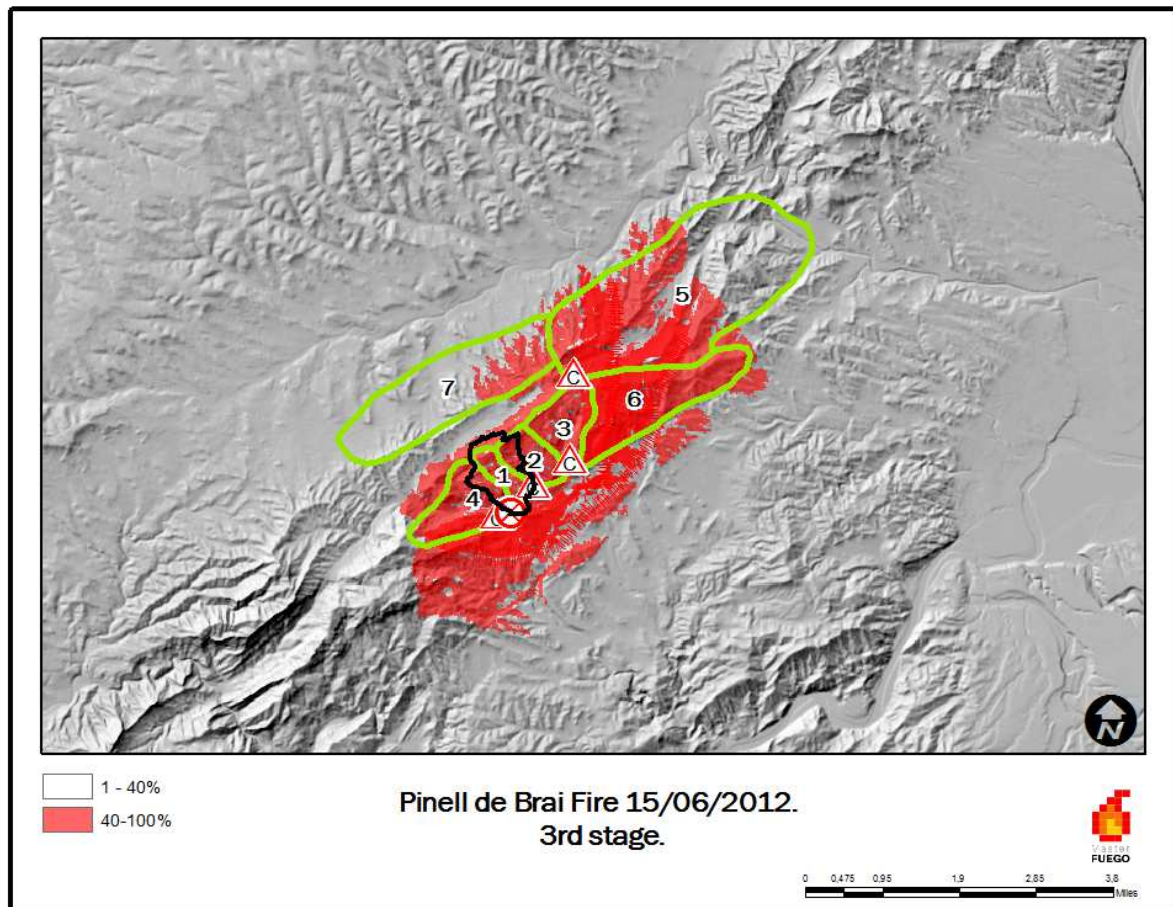 5
7
6
3
2
1
4
C
C
C
C
N
1 - 40%
40-100%
Pinell de Brai Fire 15/06/2012.
3rd stage.
Master
FUEGO
0 0,475 0,95 1,9 2,85 3,8
Miles